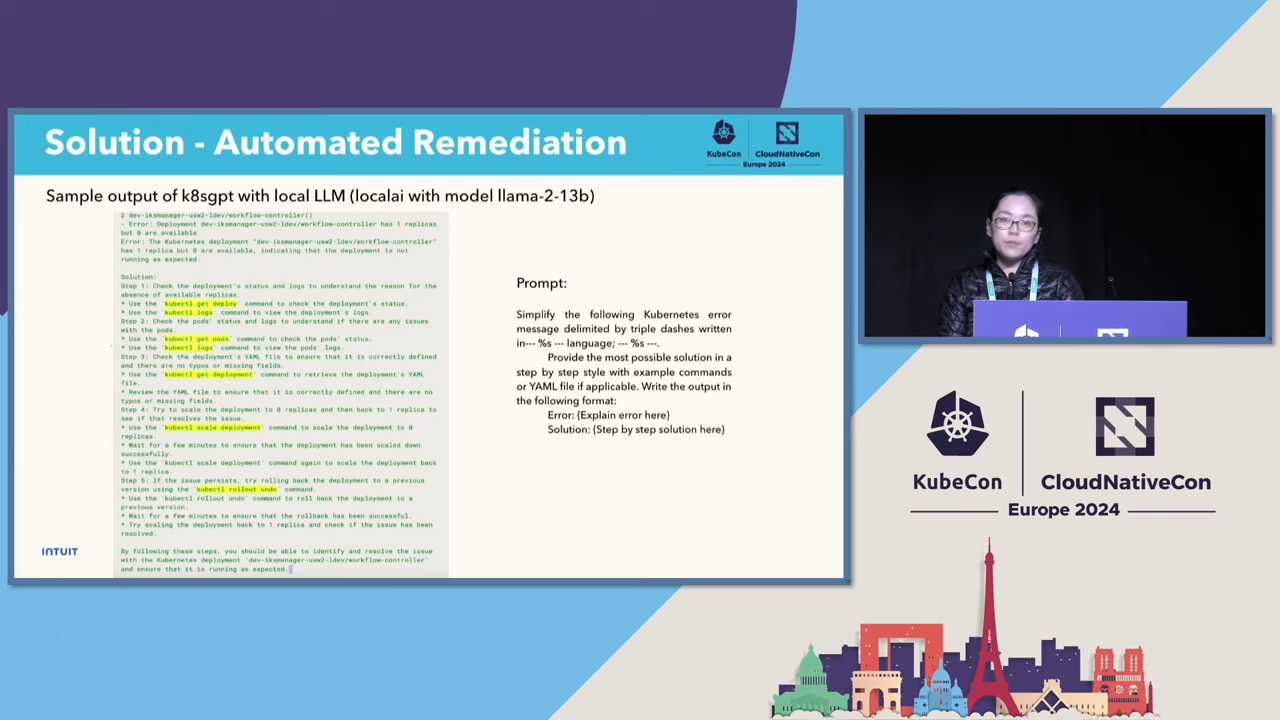 Solution - Automated Remediation
KubeCon
CloudNativeCon
Europe 2024
Sample output of k8sgpt with local LLM (localai with model llama-2-13b)
2 dev-iksmanager-usw2-ldev/workflow-controller()
- Error: Deployment dev-iksmanager-usw2-ldev/workflow-controller has 1 replicas
but 0 are available
Error: The Kubernetes deployment "dev-iksmanager-usw2-ldev/workflow-controller"
has 1 replica but 0 are available, indicating that the deployment is not
running as expected.
Solution:
Step 1: Check the deployment's status and logs to understand the reason for the
absence of available replicas.
* Use the `kubectl get deploy` command to check the deployment's status.
* Use the `kubectl logs` command to view the deployment's logs.
Step 2: Check the pods' status and logs to understand if there are any issues
with the pods.
* Use the `kubectl get pods` command to check the pods' status.
* Use the `kubectl logs` command to view the pods' logs.
Step 3: Check the deployment's YAML file to ensure that it is correctly defined
and there are no typos or missing fields.
* Use the `kubectl get deployment` command to retrieve the deployment's YAML
file.
* Review the YAML file to ensure that it is correctly defined and there are no
typos or missing fields.
Step 4: Try to scale the deployment to 0 replicas and then back to 1 replica to
see if that resolves the issue.
* Use the `kubectl scale deployment` command to scale the deployment to 0
replicas.
* Wait for a few minutes to ensure that the deployment has been scaled down
successfully.
* Use the `kubectl scale deployment` command again to scale the deployment back
to 1 replica.
Step 5: If the issue persists, try rolling back the deployment to a previous
version using the `kubectl rollout undo` command.
* Use the `kubectl rollout undo` command to roll back the deployment to a
previous version.
* Wait for a few minutes to ensure that the rollback has been successful.
* Try scaling the deployment back to 1 replica and check if the issue has been
resolved.
By following these steps, you should be able to identify and resolve the issue
with the Kubernetes deployment 'dev-iksmanager-usw2-ldev/workflow-controller'
and ensure that it is running as expected.
Prompt:
Simplify the following Kubernetes error
message delimited by triple dashes written
in--- %s --- language; --- %s ---.
Provide the most possible solution in a
step by step style with example commands
or YAML file if applicable. Write the output in
the following format:
Error: {Explain error here}
Solution: {Step by step solution here}
INTUIT
KubeCon
CloudNativeCon
Europe 2024